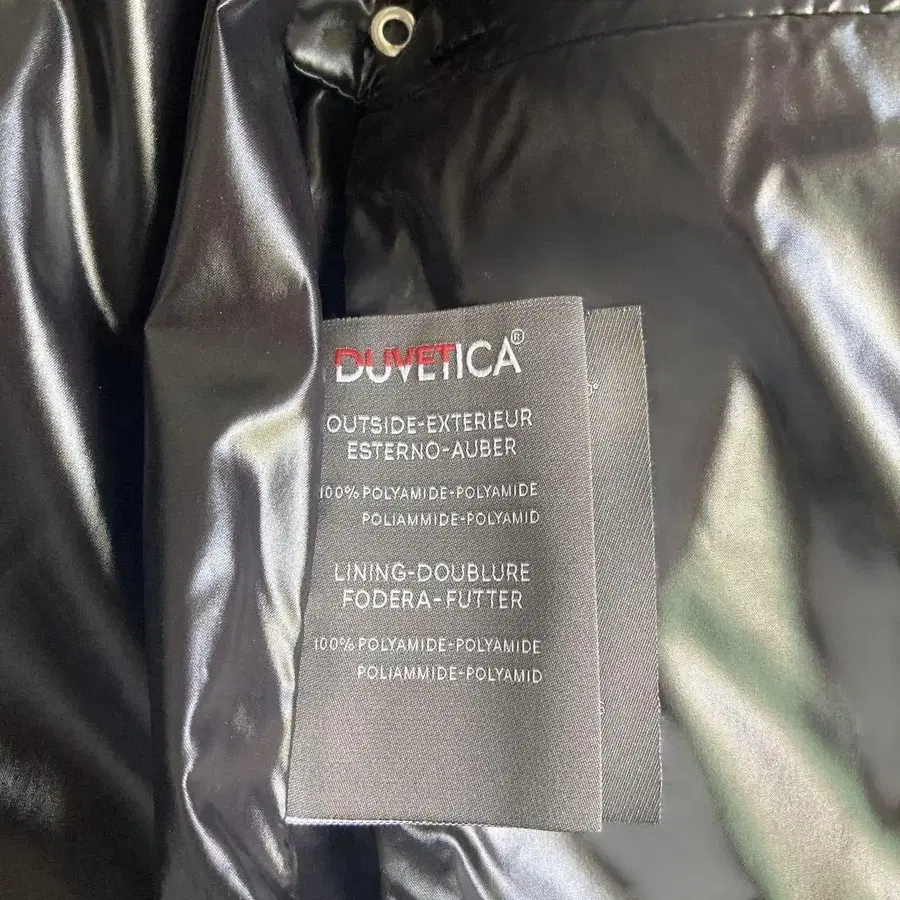 DUVETICA®
OUTSIDE-EXTERIEUR
ESTERNO-AUBER
100% POLYAMIDE-POLYAMIDE
POLIAMMIDE-POLYAMID
LINING-DOUBLURE
FODERA-FUTTER
100% POLYAMIDE-POLYAMIDE
POLIAMMIDE-POLYAMID